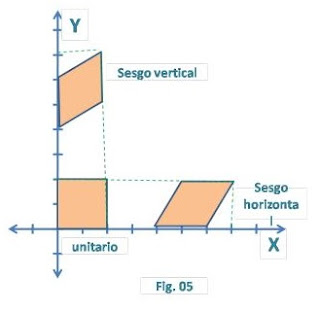 Y
Sesgo vertical
Sesgo
horizonta
unitario
X
Fig. 05